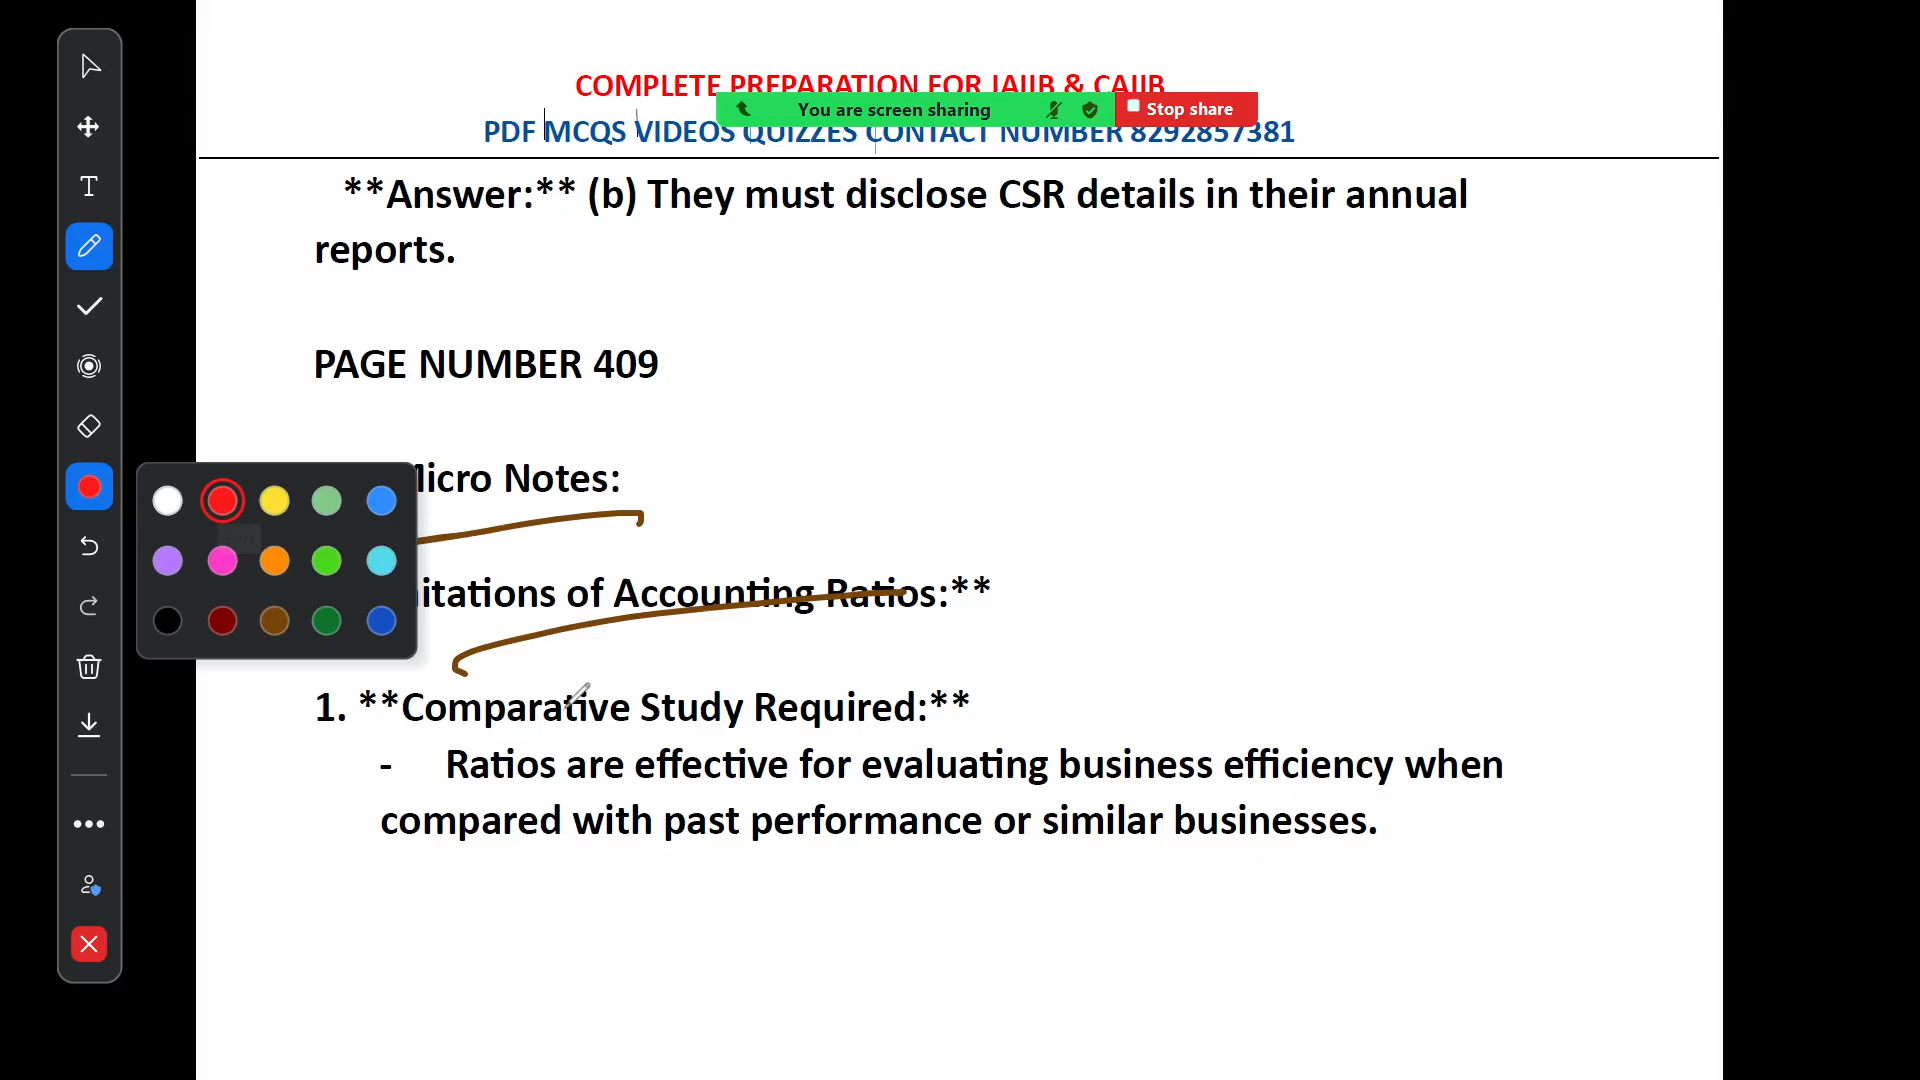 COMPLETE PREPARATION FOR JAIIB & CAIIB
You are screen sharing
Stop share
PDF MCQS VIDEOS QUIZZES CONTACT NUMBER 8292857381
**Answer:** (b) They must disclose CSR details in their annual
reports.
PAGE NUMBER 409
Micro Notes:
itations of Accounting Ratios:**
1. **Comparative Study Required:**
- Ratios are effective for evaluating business efficiency when
compared with past performance or similar businesses.